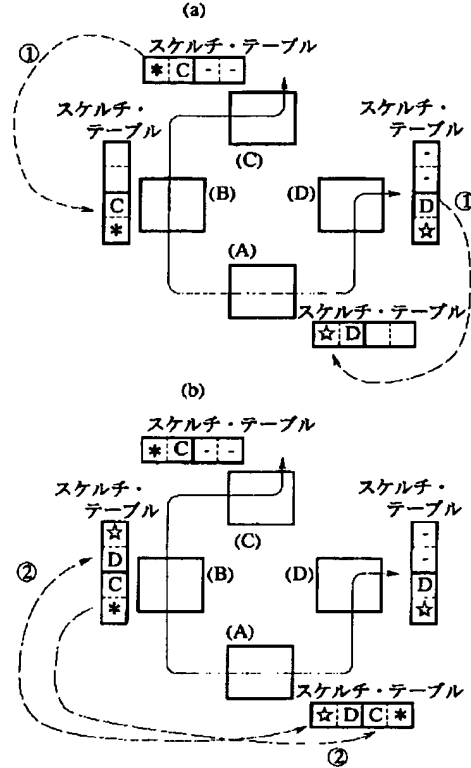 (a)
①
スケルチ・テーブル
* C - -
スケルチ・
テーブル
C
*
(C)
(B)
スケルチ・
テーブル
-
-
D
☆
①
(D)
(A)
スケルチ・テーブル
☆ D
(b)
スケルチ・テーブル
* C - -
スケルチ・
テーブル
☆
D
C
*
②
(C)
(B)
スケルチ・
テーブル
-
-
D
☆
(D)
(A)
スケルチ・テーブル
☆ D C *
②